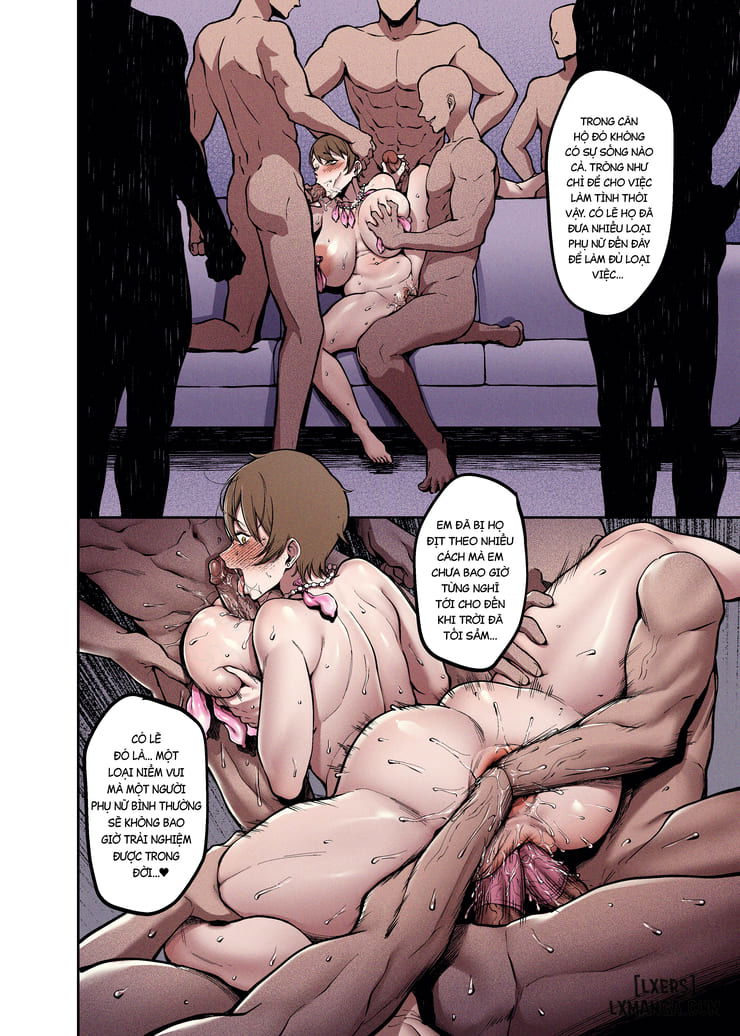 TRONG CĂN
HỘ ĐÓ KHÔNG
CÓ SỰ SỐNG NÀO
CẢ. TRÔNG NHƯ
CHỈ ĐỂ CHO VIỆC
LÀM TÌNH THÔI
VẬY. CÓ LẼ HỌ ĐÃ
ĐƯA NHIỀU LOẠI
PHỤ NỮ ĐẾN ĐÂY
ĐỂ LÀM ĐỦ LOẠI
VIỆC...
EM ĐÃ BỊ HỌ
ĐỊT THEO NHIỀU
CÁCH MÀ EM
CHƯA BAO GIỜ
TỪNG NGHĨ
TỚI CHO ĐẾN
KHI TRỜI ĐÃ
TỐI SẦM...
CÓ LẼ
ĐÓ LÀ... MỘT
LOẠI NIỀM VUI
MÀ MỘT NGƯỜI
PHỤ NỮ BÌNH THƯỜNG
SẼ KHÔNG BAO
GIỜ TRẢI NGHIỆM
ĐƯỢC TRONG
ĐỜI...♥
[LXERS]
LXMANGA.COM